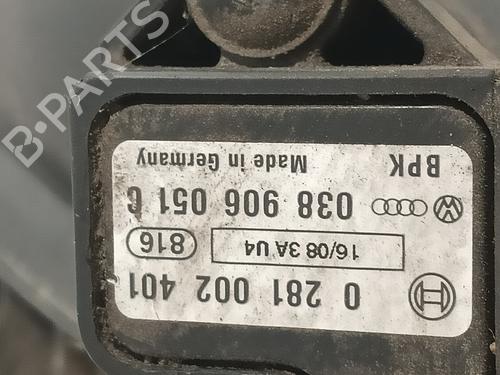 0 281 002 401
16/08 3A U4
816
038 906 051 C
BPK Made in Germany
B-PARTS